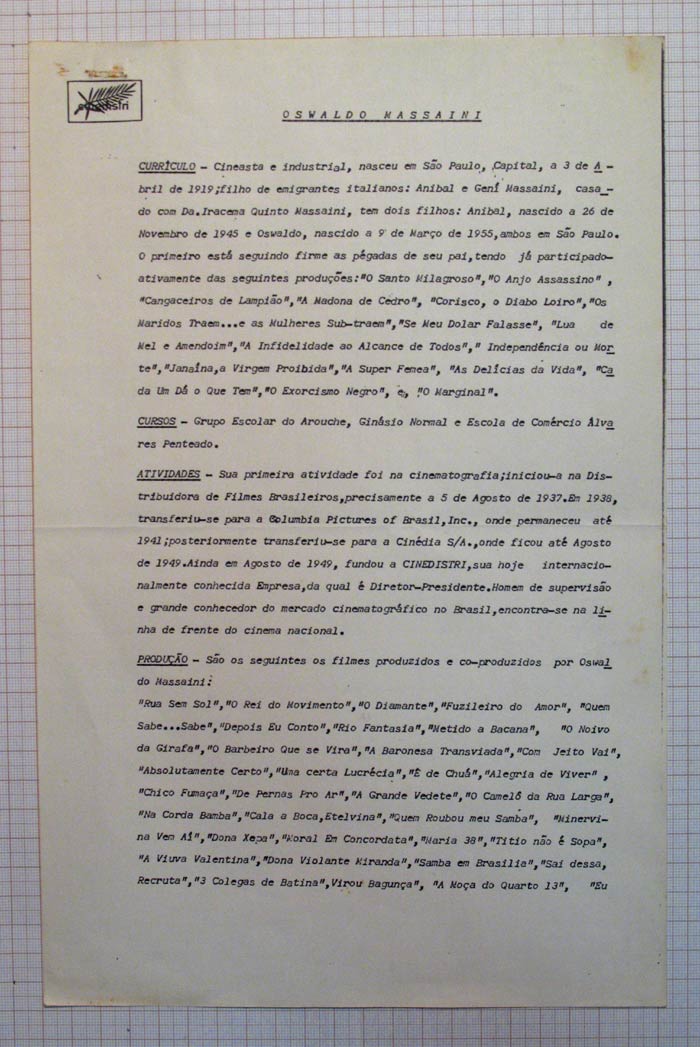 cinedistri
OSWALDO MASSAINI
CURRÍCULO - Cineasta e industrial, nasceu em São Paulo, Capital, a 3 de A -
bril de 1919;filho de emigrantes italianos: Anibal e Gení Massaini, casa_-
do com Da.Iracema Quinto Massaini, tem dois filhos: Anibal, nascido a 26 de
Novembro de 1945 e Oswaldo, nascido a 9 de Março de 1955,ambos em São Paulo.
O primeiro está seguindo firme as pégadas de seu pai,tendo já participado-
ativamente das seguintes produções:"O Santo Milagroso","O Anjo Assassino" ,
"Cangaceiros de Lampião","A Madona de Cedro", "Corisco, o Diabo Loiro","Os
Maridos Traem...e as Mulheres Sub-traem","Se Meu Dolar Falasse", "Lua de
Mel e Amendoim","A Infidelidade ao Alcance de Todos"," Independência ou Mor
te","Janaína,a Virgem Proibida","A Super Femea", "As Delícias da Vida", "Ca
da Um Dá o Que Tem","O Exorcismo Negro", e, "O Marginal".
CURSOS - Grupo Escolar do Arouche, Ginásio Normal e Escola de Comércio Álva
res Penteado.
ATIVIDADES - Sua primeira atividade foi na cinematografia;iniciou-a na Dis-
tribuidora de Filmes Brasileiros,precisamente a 5 de Agosto de 1937.Em 1938,
transferiu-se para a Columbia Pictures of Brasil,Inc., onde permaneceu até
1941;posteriormente transferiu-se para a Cinédia S/A.,onde ficou até Agosto
de 1949.Ainda em Agosto de 1949, fundou a CINEDISTRI,sua hoje internacio-
nalmente conhecida Empresa,da qual é Diretor-Presidente.Homem de supervisão
e grande conhecedor do mercado cinematográfico no Brasil,encontra-se na li-
nha de frente do cinema nacional.
PRODUÇÃO - São os seguintes os filmes produzidos e co-produzidos por Oswal
do Massaini:
"Rua Sem Sol","O Rei do Movimento","O Diamante","Fuzileiro do Amor", "Quem
Sabe...Sabe","Depois Eu Conto","Rio Fantasia","Metido a Bacana", "O Noivo
da Girafa","O Barbeiro Que se Vira","A Baronesa Transviada","Com Jeito Vai",
"Absolutamente Certo","Uma certa Lucrécia","É de Chuá","Alegria de Viver" ,
"Chico Fumaça","De Pernas Pro Ar","A Grande Vedete","O Camelô da Rua Larga",
"Na Corda Bamba","Cala a Boca,Etelvina","Quem Roubou meu Samba", "Minervi-
na Vem Aí","Dona Xepa","Moral Em Concordata","Maria 38","Titio não é Sopa",
"A Viuva Valentina","Dona Violante Miranda","Samba em Brasília","Sai dessa,
Recruta","3 Colegas de Batina",Virou Bagunça", "A Moça do Quarto 13", "Eu